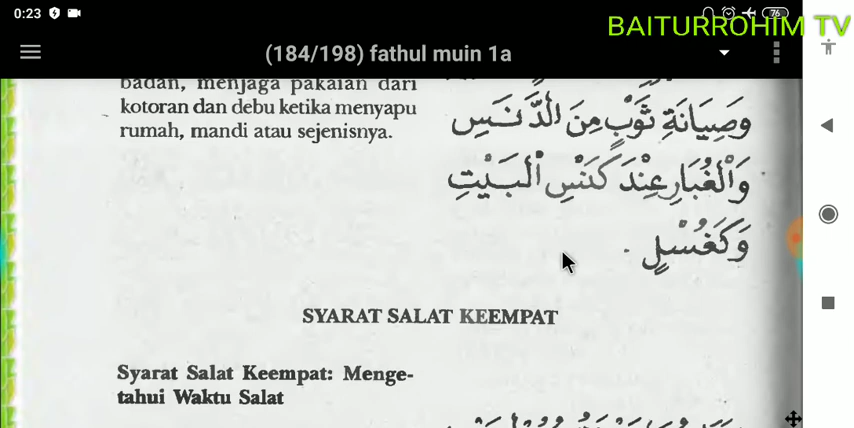 0:23
76
BAITURROHIM TV
(184/198) fathul muin 1a
badan, menjaga pakaian dari
kotoran dan debu ketika menyapu
rumah, mandi atau sejenisnya.
وَصِيَانَةِ ثَوْبٍ مِنَ الدَّنَسِ
وَالْغُبَارِ عِنْدَ كَنْسِ الْبَيْتِ
وَكَغُسْلٍ .
SYARAT SALAT KEEMPAT
Syarat Salat Keempat: Menge-
tahui Waktu Salat